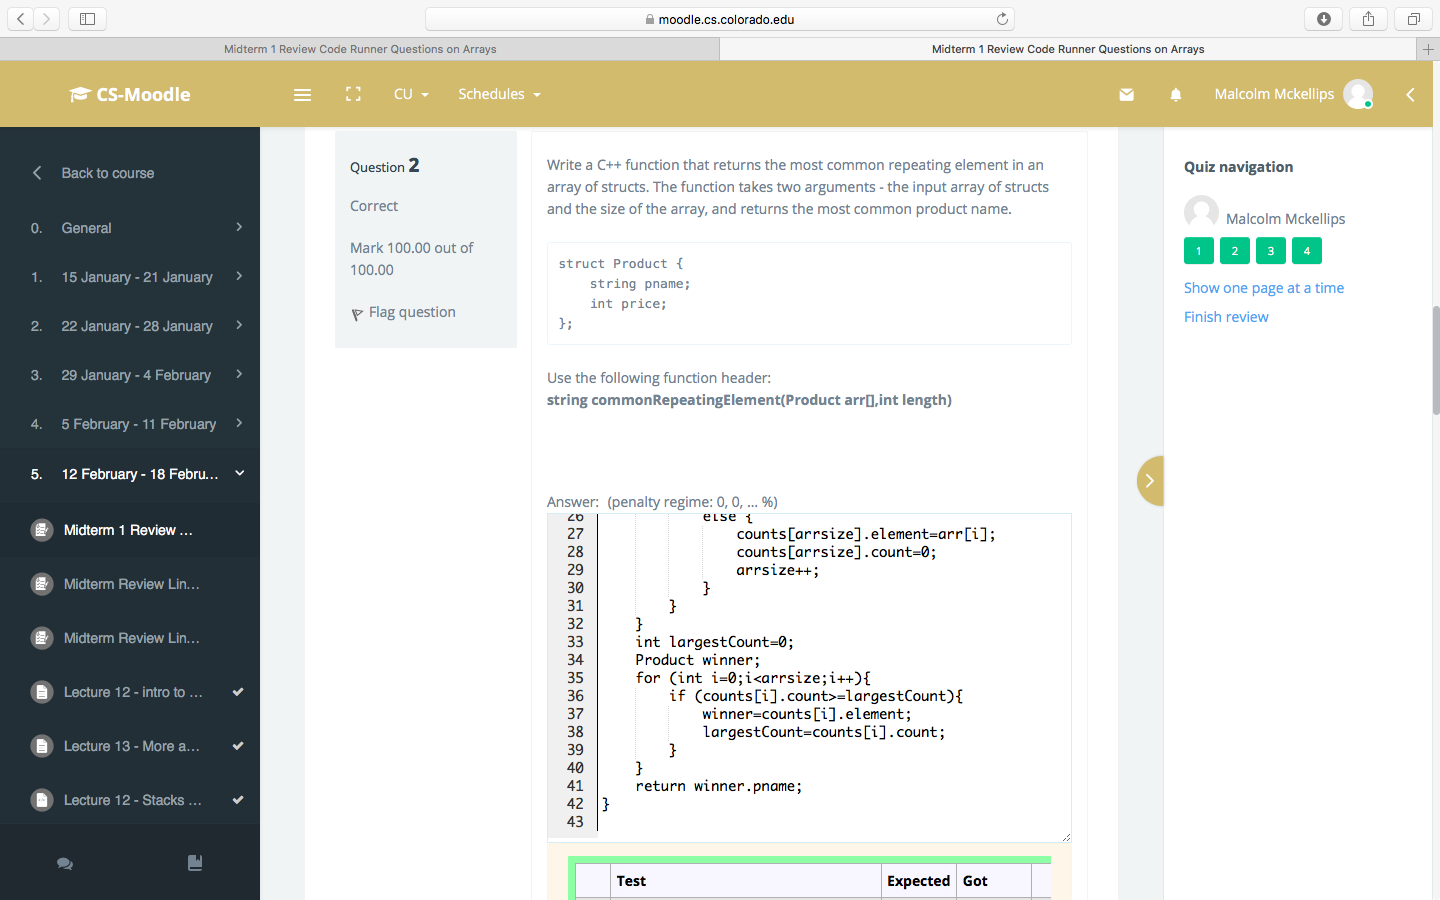 moodle.cs.colorado.edu
Midterm 1 Review Code Runner Questions on Arrays
Midterm 1 Review Code Runner Questions on Arrays
CS-Moodle
CU
Schedules
Malcolm Mckellips
Back to course
0. General
1. 15 January - 21 January
2. 22 January - 28 January
3. 29 January - 4 February
4. 5 February - 11 February
5. 12 February - 18 Febru...
Midterm 1 Review ...
Midterm Review Lin...
Midterm Review Lin...
Lecture 12 - intro to ...
Lecture 13 - More a...
Lecture 12 - Stacks ...
Question 2
Correct
Mark 100.00 out of
100.00
Flag question
Write a C++ function that returns the most common repeating element in an
array of structs. The function takes two arguments - the input array of structs
and the size of the array, and returns the most common product name.
struct Product {
string pname;
int price;
};
Use the following function header:
string commonRepeatingElement(Product arr[],int length)
Answer: (penalty regime: 0, 0, ... %)
26 else {
27 counts[arrsize].element=arr[i];
28 counts[arrsize].count=0;
29 arrsize++;
30 }
31 }
32 }
33 int largestCount=0;
34 Product winner;
35 for (int i=0;i<arrsize;i++){
36 if (counts[i].count>=largestCount){
37 winner=counts[i].element;
38 largestCount=counts[i].count;
39 }
40 }
41 return winner.pname;
42 }
43
Test Expected Got
Quiz navigation
Malcolm Mckellips
1 2 3 4
Show one page at a time
Finish review